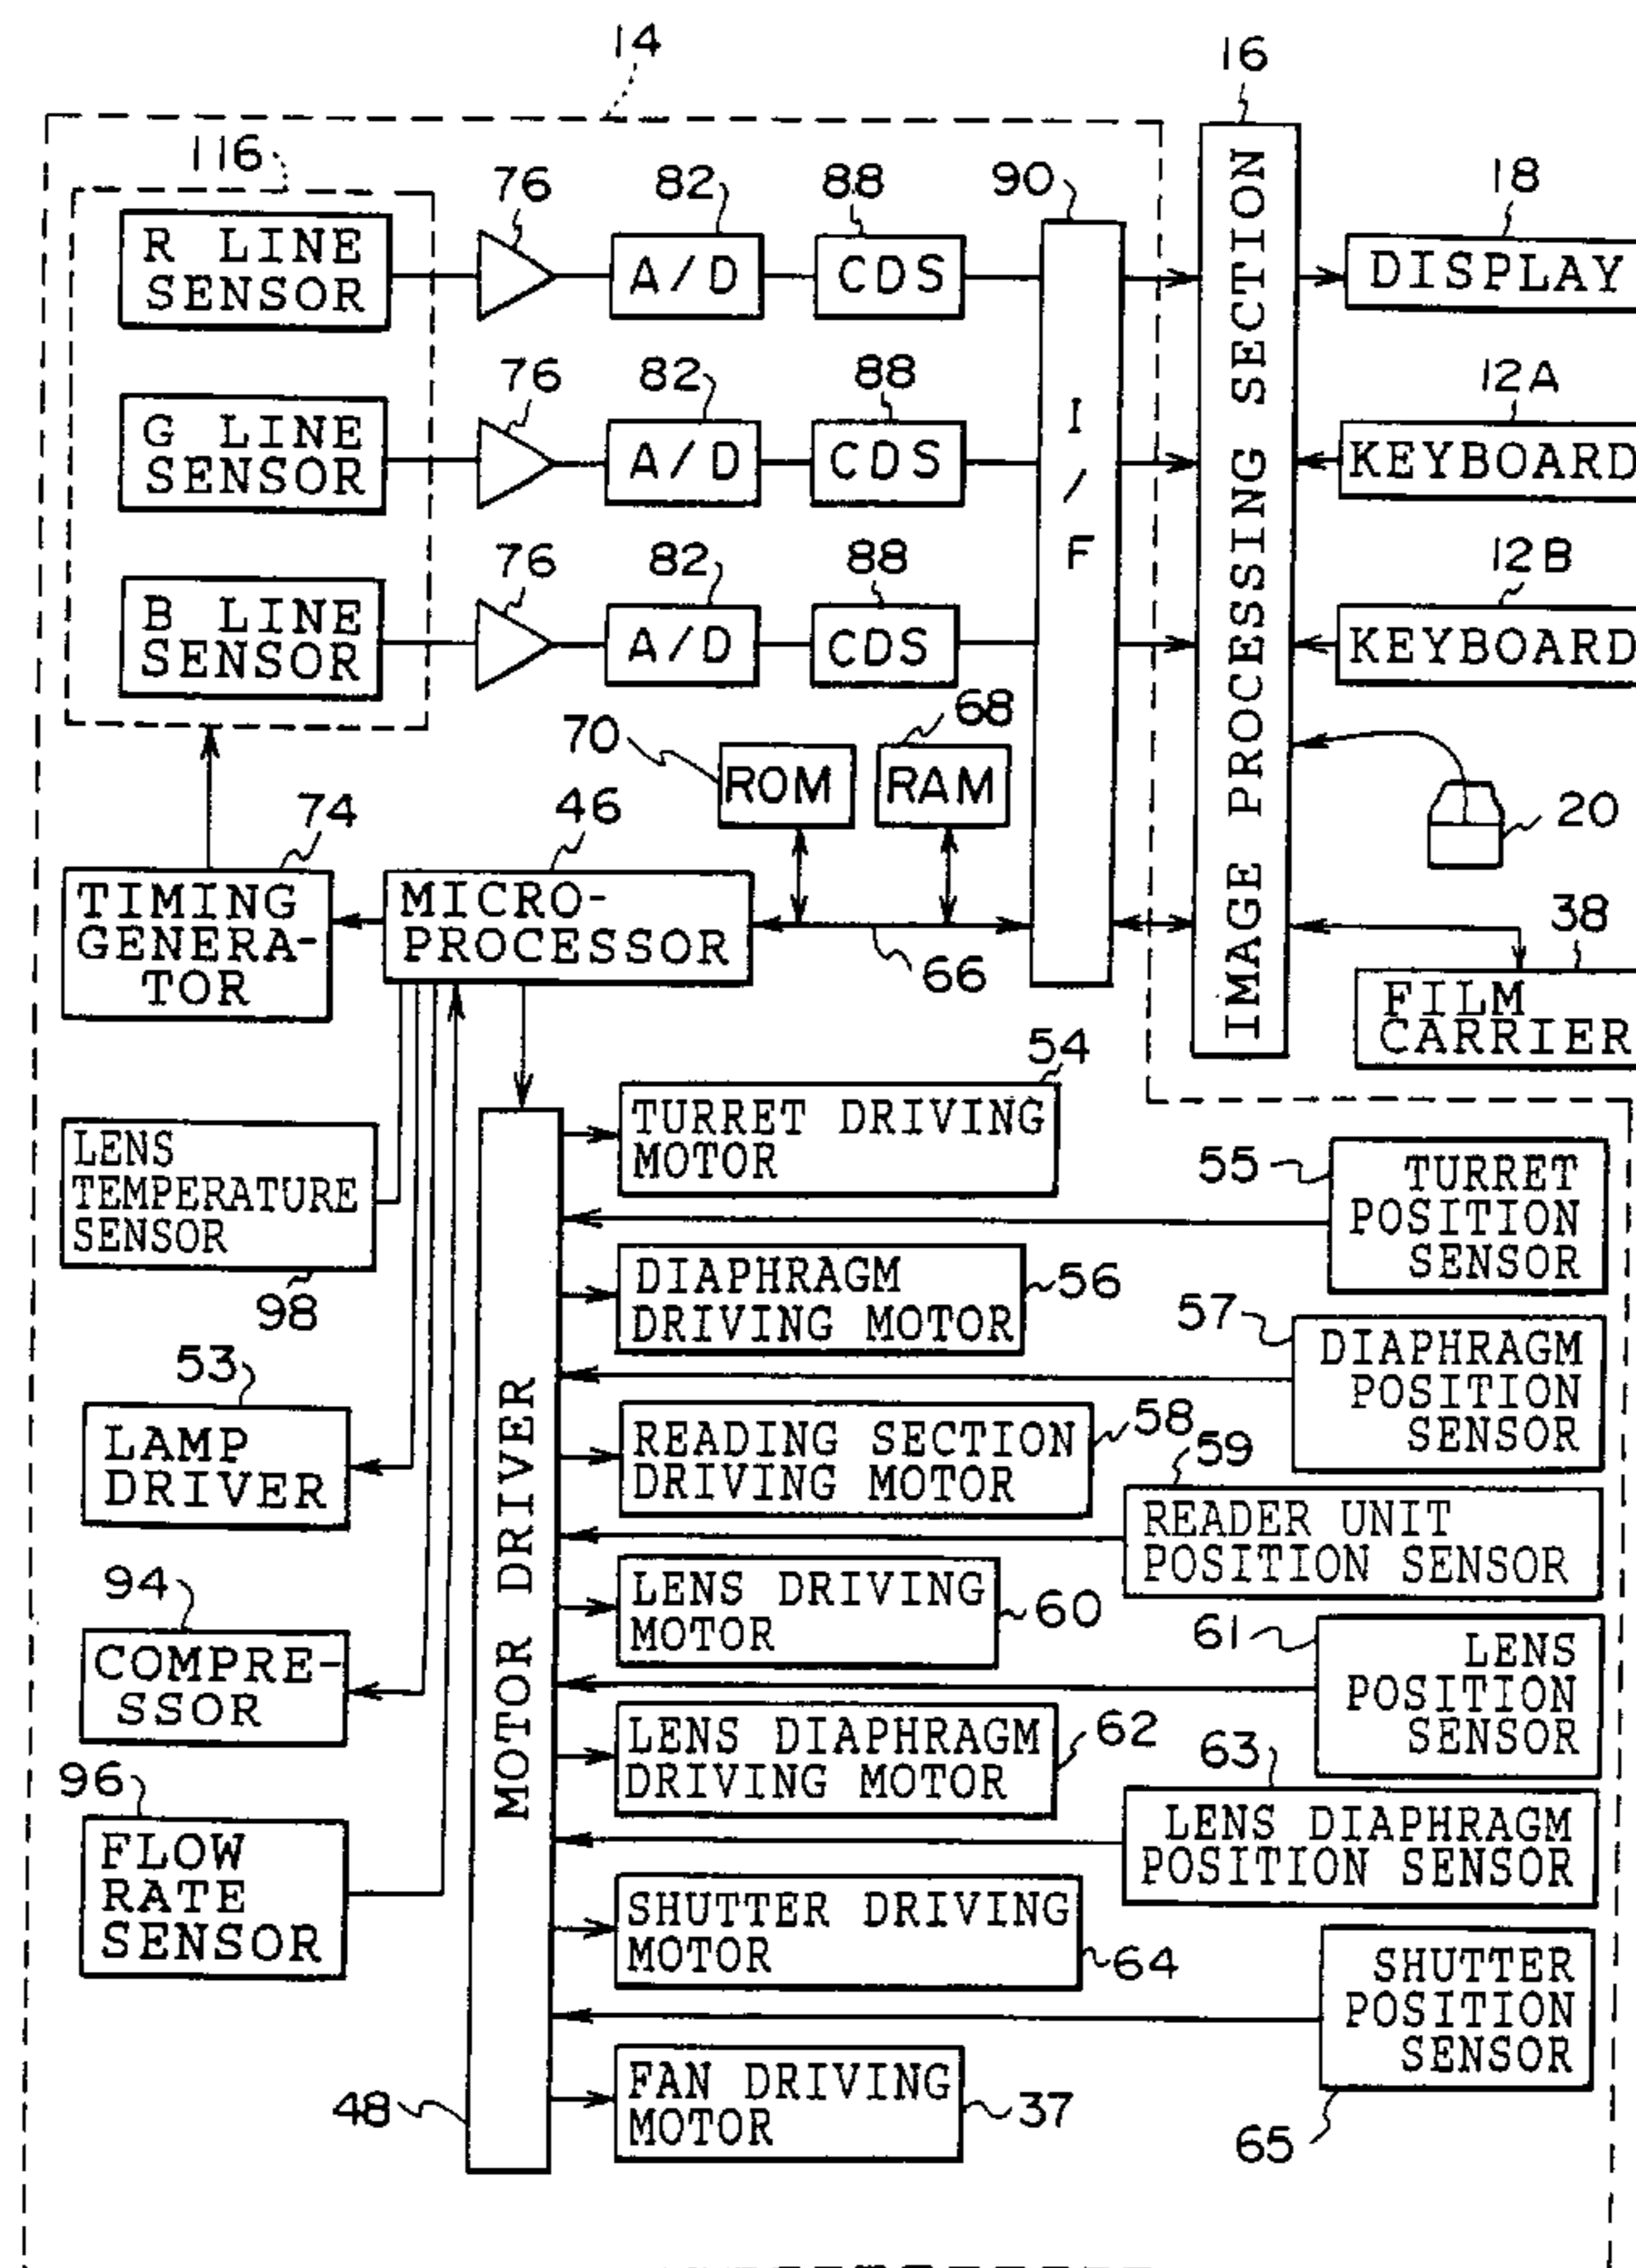 14
16
116
R LINE
SENSOR
76
82
88
90
A/D
CDS
18
DISPLAY
G LINE
SENSOR
76
82
88
A/D
CDS
I
/
F
12A
KEYBOARD
B LINE
SENSOR
76
82
88
A/D
CDS
12B
KEYBOARD
IMAGE PROCESSING SECTION
70
ROM
68
RAM
20
74
TIMING
GENERA-
TOR
46
MICRO-
PROCESSOR
66
38
FILM
CARRIER
54
TURRET DRIVING
MOTOR
LENS
TEMPERATURE
SENSOR
98
55
TURRET
POSITION
SENSOR
DIAPHRAGM
DRIVING MOTOR
56
57
DIAPHRAGM
POSITION
SENSOR
53
LAMP
DRIVER
MOTOR DRIVER
READING SECTION
DRIVING MOTOR
58
59
READER UNIT
POSITION SENSOR
94
COMPRE-
SSOR
LENS DRIVING
MOTOR
60
61
LENS
POSITION
SENSOR
LENS DIAPHRAGM
DRIVING MOTOR
62
63
LENS DIAPHRAGM
POSITION SENSOR
96
FLOW
RATE
SENSOR
SHUTTER DRIVING
MOTOR
64
SHUTTER
POSITION
SENSOR
65
48
FAN DRIVING
MOTOR
37